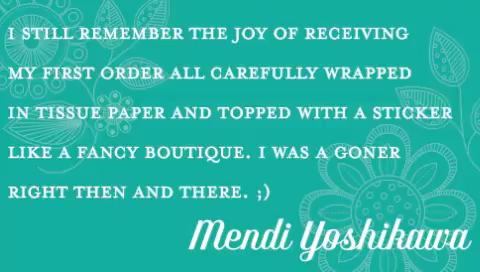 I STILL REMEMBER THE JOY OF RECEIVING
MY FIRST ORDER ALL CAREFULLY WRAPPED
IN TISSUE PAPER AND TOPPED WITH A STICKER
LIKE A FANCY BOUTIQUE. I WAS A GONER
RIGHT THEN AND THERE. ;)
Mendi Yoshikawa